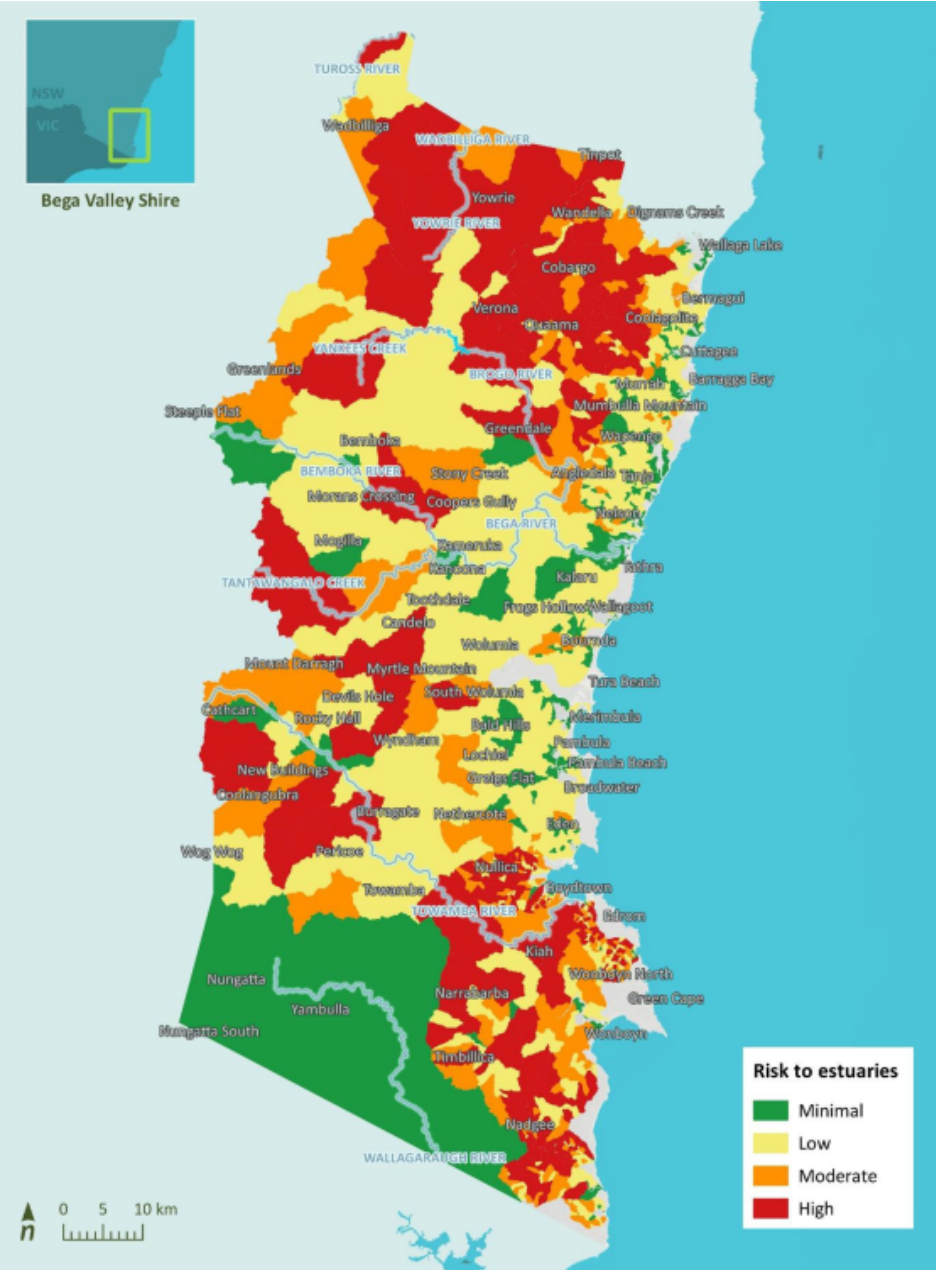 NSW
VIC
Bega Valley Shire
TUROSS RIVER
Wadbilliga
WADBILLIGA RIVER
Tinpot
Yowrie
Wandella
Dignams Creek
YOWRIE RIVER
Wallaga Lake
Cobargo
Bermagui
Verona
Coolagolite
Quaama
YANKEES CREEK
Cuttagee
Greenlands
BROGO RIVER
Barragga Bay
Murrah
Mumbulla Mountain
Steeple Flat
Greendale
Bemboka
Wapengo
BEMBOKA RIVER
Stony Creek
Angledale
Tanja
Morans Crossing
Coopers Gully
Nelson
BEGA RIVER
Mogilla
Kameruka
Kanoona
Tathra
TANTAWANGALO CREEK
Kalaru
Toothdale
Frogs Hollow
Wallagoot
Candelo
Wolumla
Bournda
Mount Darragh
Myrtle Mountain
Tura Beach
Devils Hole
South Wolumla
Cathcart
Rocky Hall
Bald Hills
Merimbula
Wyndham
Pambula
Lochiel
Pambula Beach
New Buildings
Greigs Flat
Broadwater
Coolangubra
Burragate
Nethercote
Eden
Wog Wog
Pericoe
Nullica
Towamba
Boydtown
TOWAMBA RIVER
Edrom
Kiah
Nungatta
Wonboyn North
Narrabarba
Green Cape
Yambulla
Nungatta South
Wonboyn
Timbillica
Nadgee
WALLAGARAUGH RIVER
Risk to estuaries
Minimal
Low
Moderate
High
n
0 5 10 km